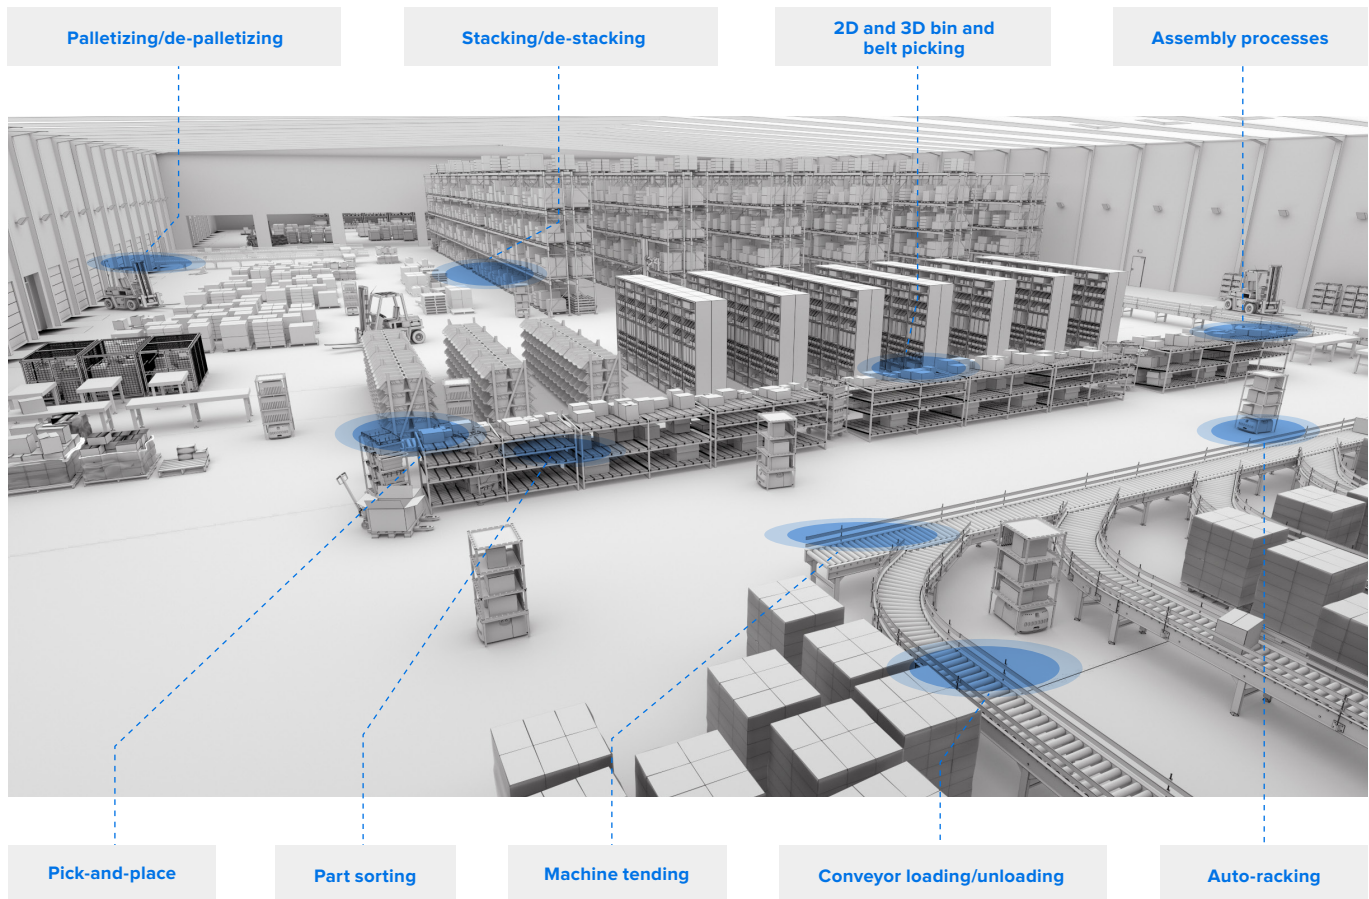 Palletizing/de-palletizing
Stacking/de-stacking
2D and 3D bin and
belt picking
Assembly processes
Pick-and-place
Part sorting
Machine tending
Conveyor loading/unloading
Auto-racking